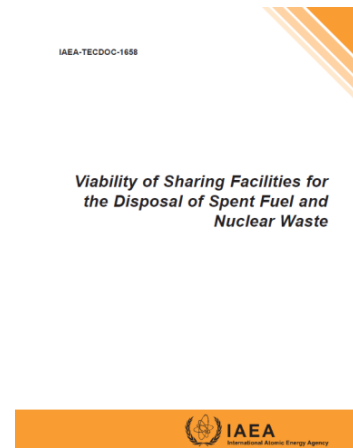 IAEA-TECDOC-1658
Viability of Sharing Facilities for
the Disposal of Spent Fuel and
Nuclear Waste
IAEA
International Atomic Energy Agency